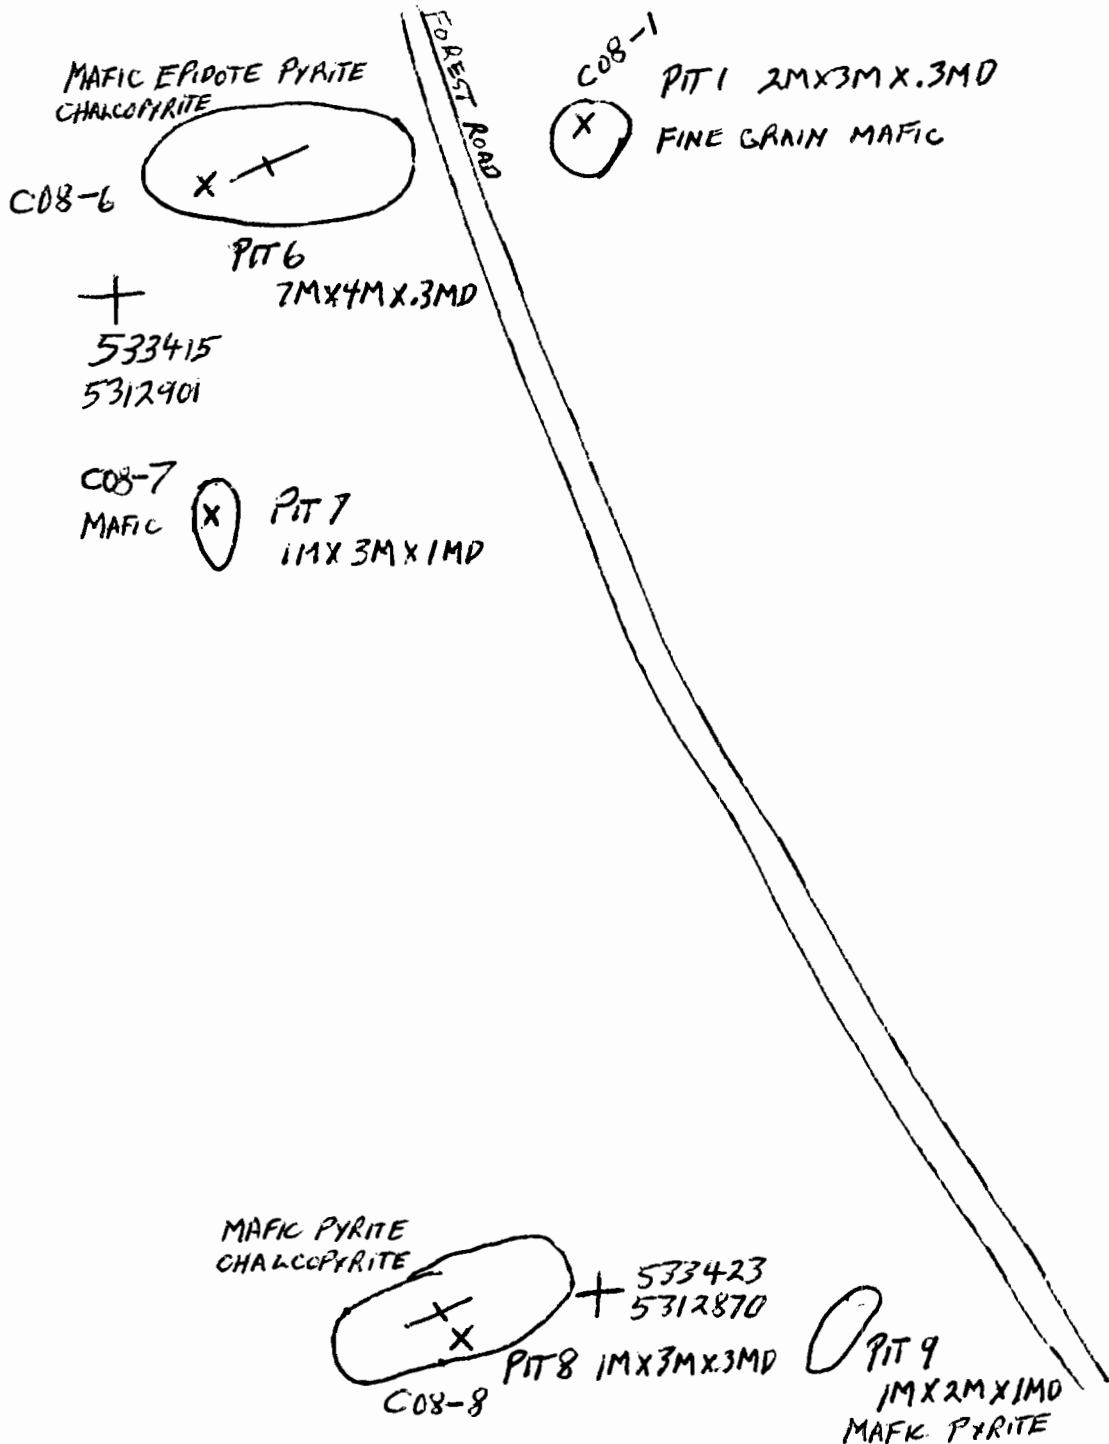 FOREST ROAD
C08-1
PIT 1 2MX3MX.3MD
FINE GRAIN MAFIC
MAFIC EPIDOTE PYRITE
CHALCOPYRITE
X
X
C08-6
PIT 6
7MX4MX.3MD
533415
5312901
C08-7
MAFIC
X
PIT 7
1MX3MX1MD
MAFIC PYRITE
CHALCOPYRITE
533423
5312870
X
PIT 8 1MX3MX.3MD
C08-8
PIT 9
1MX2MX1MD
MAFIC PYRITE